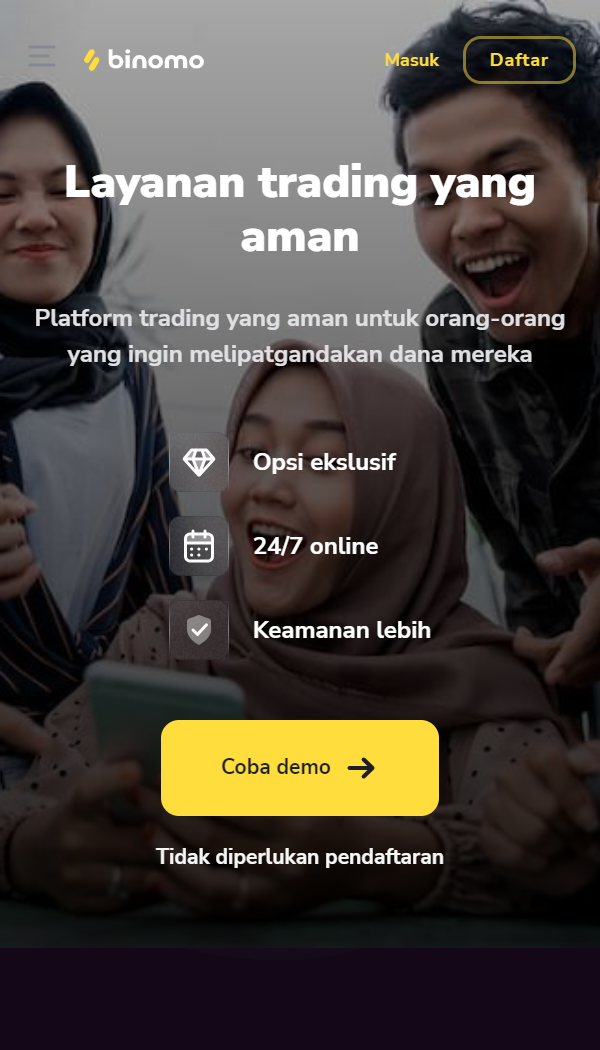 binomo
Masuk
Daftar
Layanan trading yang
aman
Platform trading yang aman untuk orang-orang
yang ingin melipatgandakan dana mereka
Opsi ekslusif
24/7 online
Keamanan lebih
Coba demo
Tidak diperlukan pendaftaran